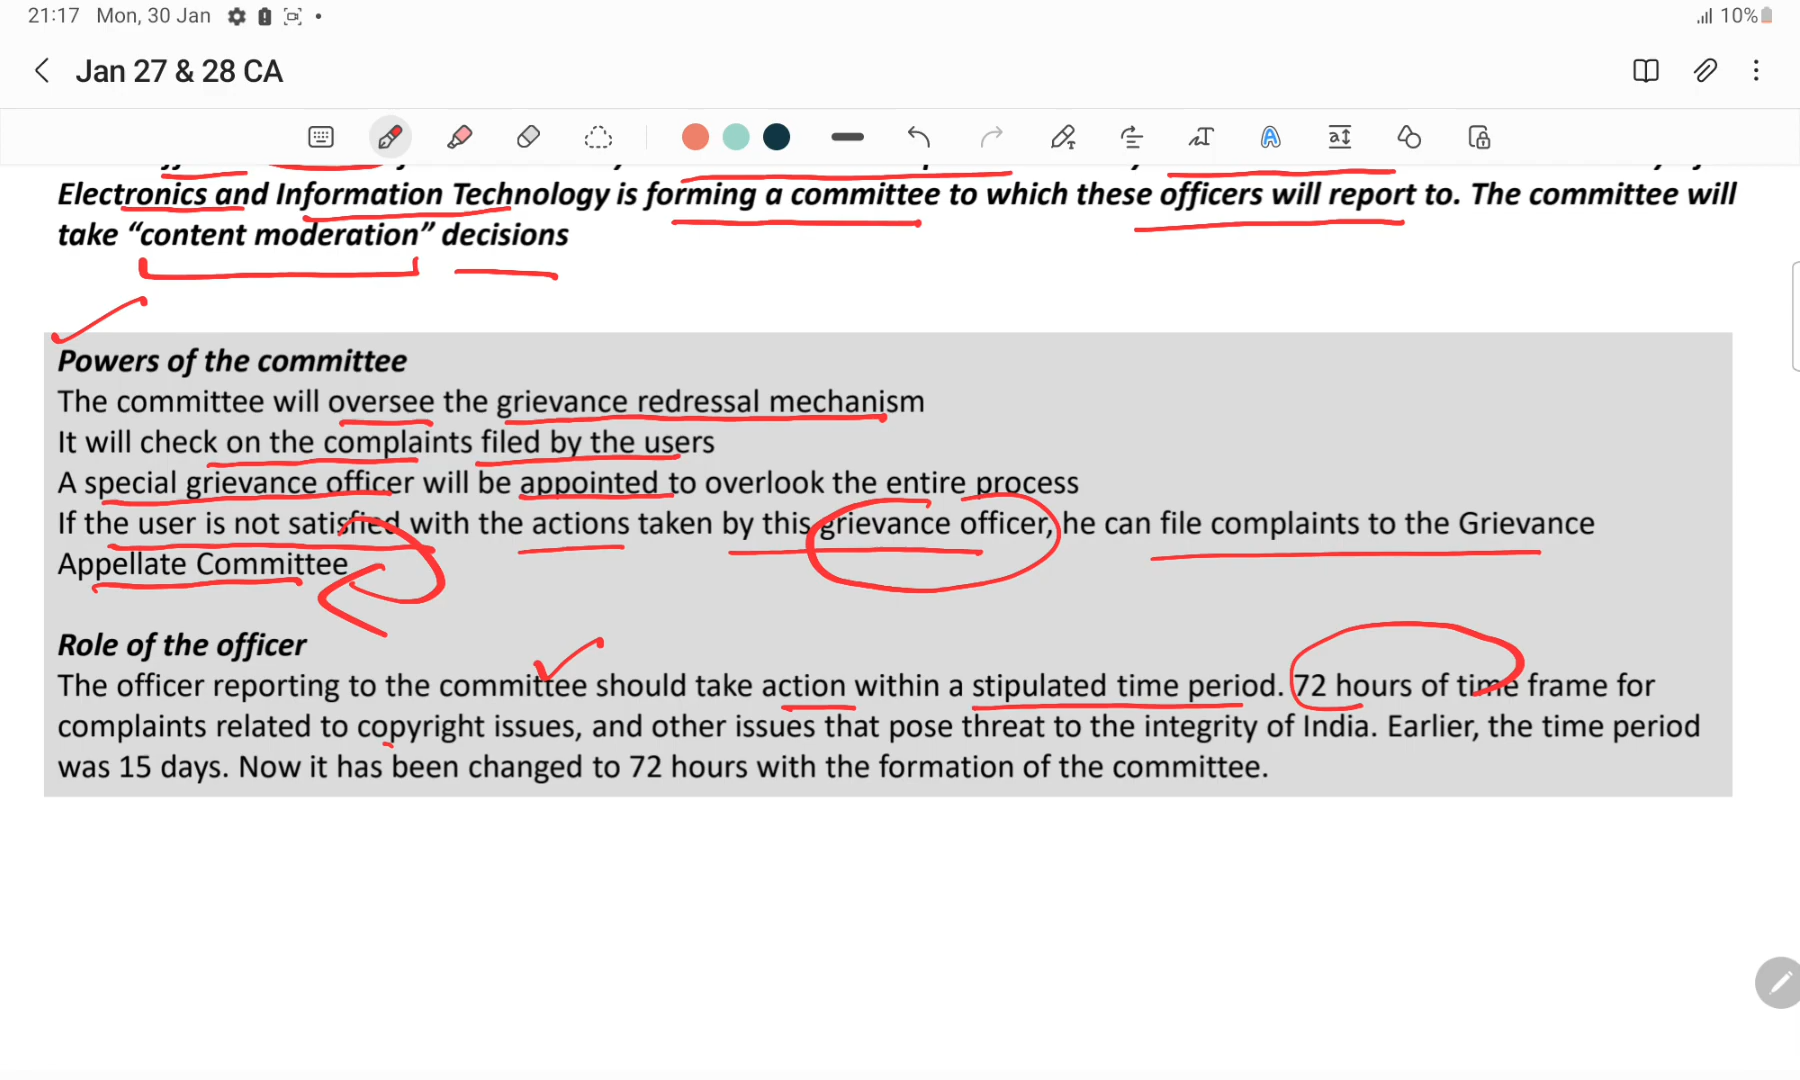 21:17 Mon, 30 Jan
10%
Jan 27 & 28 CA
Electronics and Information Technology is forming a committee to which these officers will report to. The committee will
take “content moderation” decisions
Powers of the committee
The committee will oversee the grievance redressal mechanism
It will check on the complaints filed by the users
A special grievance officer will be appointed to overlook the entire process
If the user is not satisfied with the actions taken by this grievance officer, he can file complaints to the Grievance
Appellate Committee
Role of the officer
The officer reporting to the committee should take action within a stipulated time period. 72 hours of time frame for
complaints related to copyright issues, and other issues that pose threat to the integrity of India. Earlier, the time period
was 15 days. Now it has been changed to 72 hours with the formation of the committee.